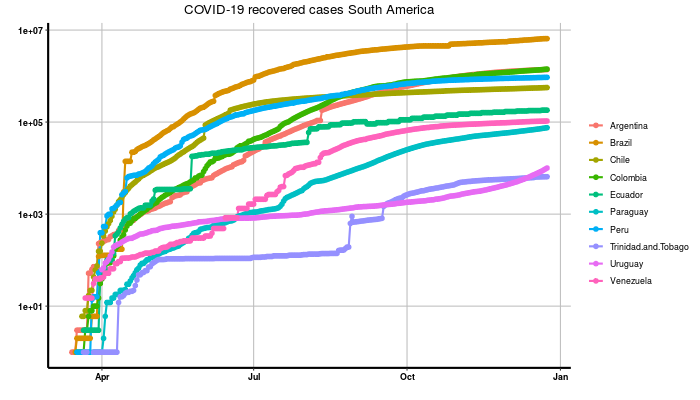 COVID-19 recovered cases South America
1e+07
1e+05
1e+03
1e+01
Apr
Jul
Oct
Jan
Argentina
Brazil
Chile
Colombia
Ecuador
Paraguay
Peru
Trinidad.and.Tobago
Uruguay
Venezuela